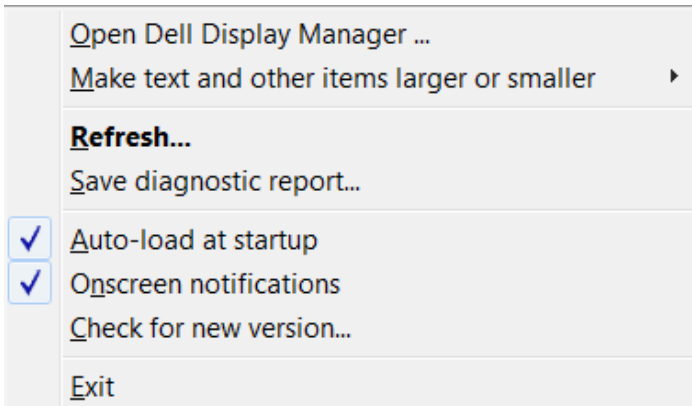 Open Dell Display Manager ...
Make text and other items larger or smaller
Refresh...
Save diagnostic report...
Auto-load at startup
Onscreen notifications
Check for new version...
Exit